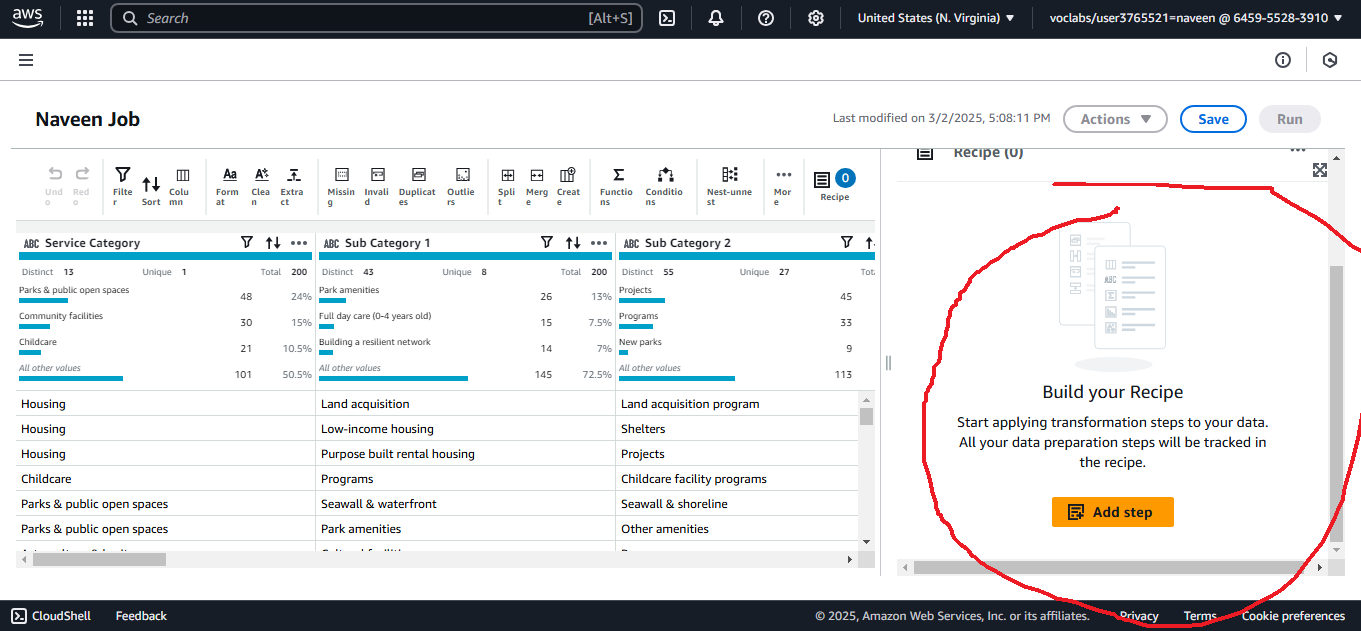 aws
Search [Alt+S]
United States (N. Virginia)
voclabs/user3765521=naveen @ 6459-5528-3910
Naveen Job
Last modified on 3/2/2025, 5:08:11 PM
Actions
Save
Run
Undo
Redo
Filter
Sort
Column
Format
Clean
Extract
Missing
Invalid
Duplicates
Outliers
Split
Merge
Create
Functions
Conditions
Nest-unnest
More
0
Recipe
Recipe (0)
ABC Service Category
ABC Sub Category 1
ABC Sub Category 2
Distinct 13 Unique 1 Total 200
Distinct 43 Unique 8 Total 200
Distinct 55 Unique 27 Tot
Parks & public open spaces 48 24%
Park amenities 26 13%
Projects 45
Community facilities 30 15%
Full day care (0-4 years old) 15 7.5%
Programs 33
Childcare 21 10.5%
Building a resilient network 14 7%
New parks 9
All other values 101 50.5%
All other values 145 72.5%
All other values 113
Housing Land acquisition Land acquisition program
Housing Low-income housing Shelters
Housing Purpose built rental housing Projects
Childcare Programs Childcare facility programs
Parks & public open spaces Seawall & waterfront Seawall & shoreline
Parks & public open spaces Park amenities Other amenities
ABC
Build your Recipe
Start applying transformation steps to your data.
All your data preparation steps will be tracked in
the recipe.
Add step
CloudShell Feedback
© 2025, Amazon Web Services, Inc. or its affiliates. Privacy Terms Cookie preferences